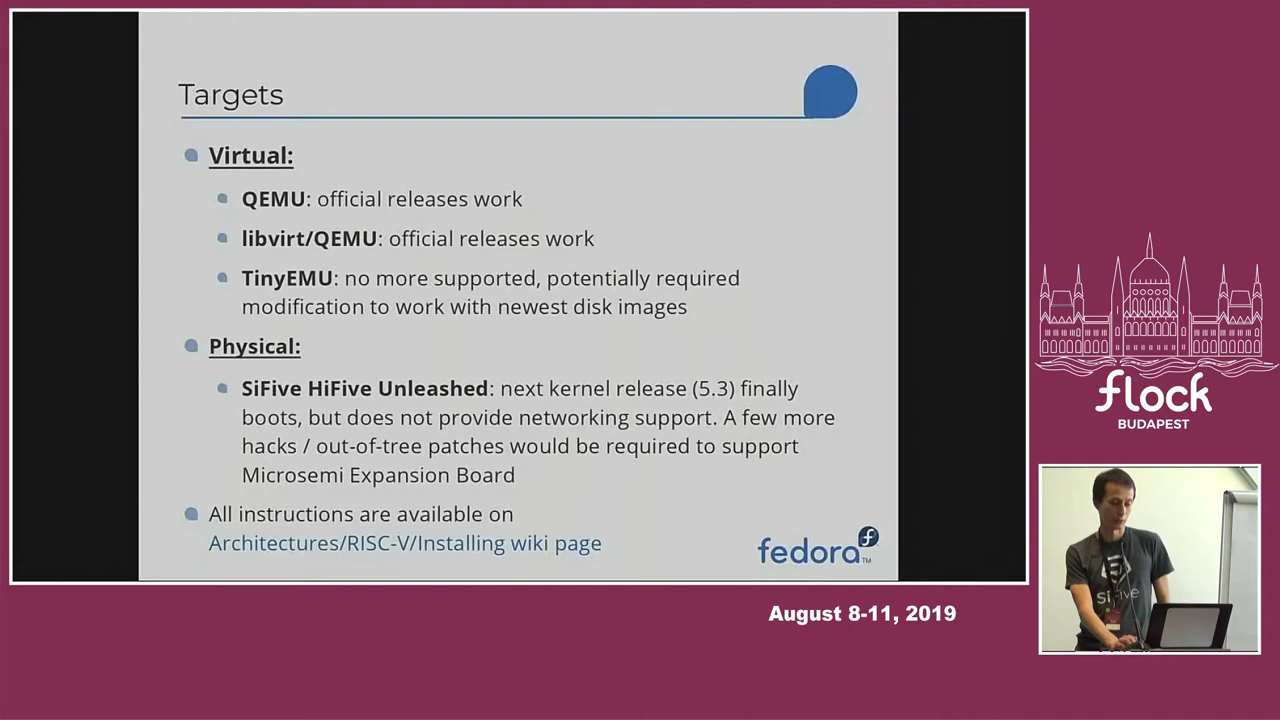 Targets
Virtual:
QEMU: official releases work
libvirt/QEMU: official releases work
TinyEMU: no more supported, potentially required
modification to work with newest disk images
Physical:
SiFive HiFive Unleashed: next kernel release (5.3) finally
boots, but does not provide networking support. A few more
hacks / out-of-tree patches would be required to support
Microsemi Expansion Board
All instructions are available on
Architectures/RISC-V/Installing wiki page
fedora
TM
flock
BUDAPEST
SiFive
August 8-11, 2019